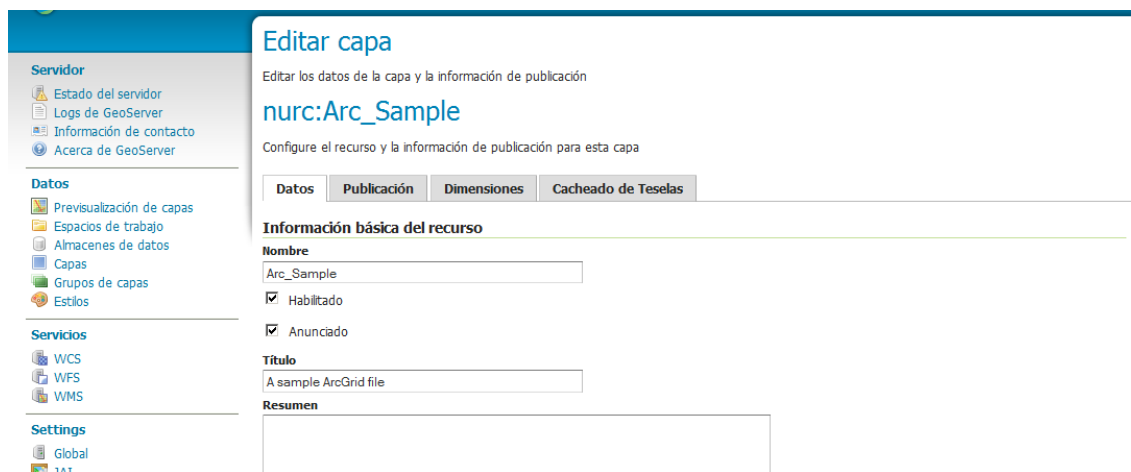 Servidor
Estado del servidor
Logs de GeoServer
Información de contacto
Acerca de GeoServer
Datos
Previsualización de capas
Espacios de trabajo
Almacenes de datos
Capas
Grupos de capas
Estilos
Servicios
WCS
WFS
WMS
Settings
Global
JAI
Editar capa
Editar los datos de la capa y la información de publicación
nurc:Arc_Sample
Configure el recurso y la información de publicación para esta capa
Datos Publicación Dimensiones Cacheado de Teselas
Información básica del recurso
Nombre
Arc_Sample
Habilitado
Anunciado
Título
A sample ArcGrid file
Resumen